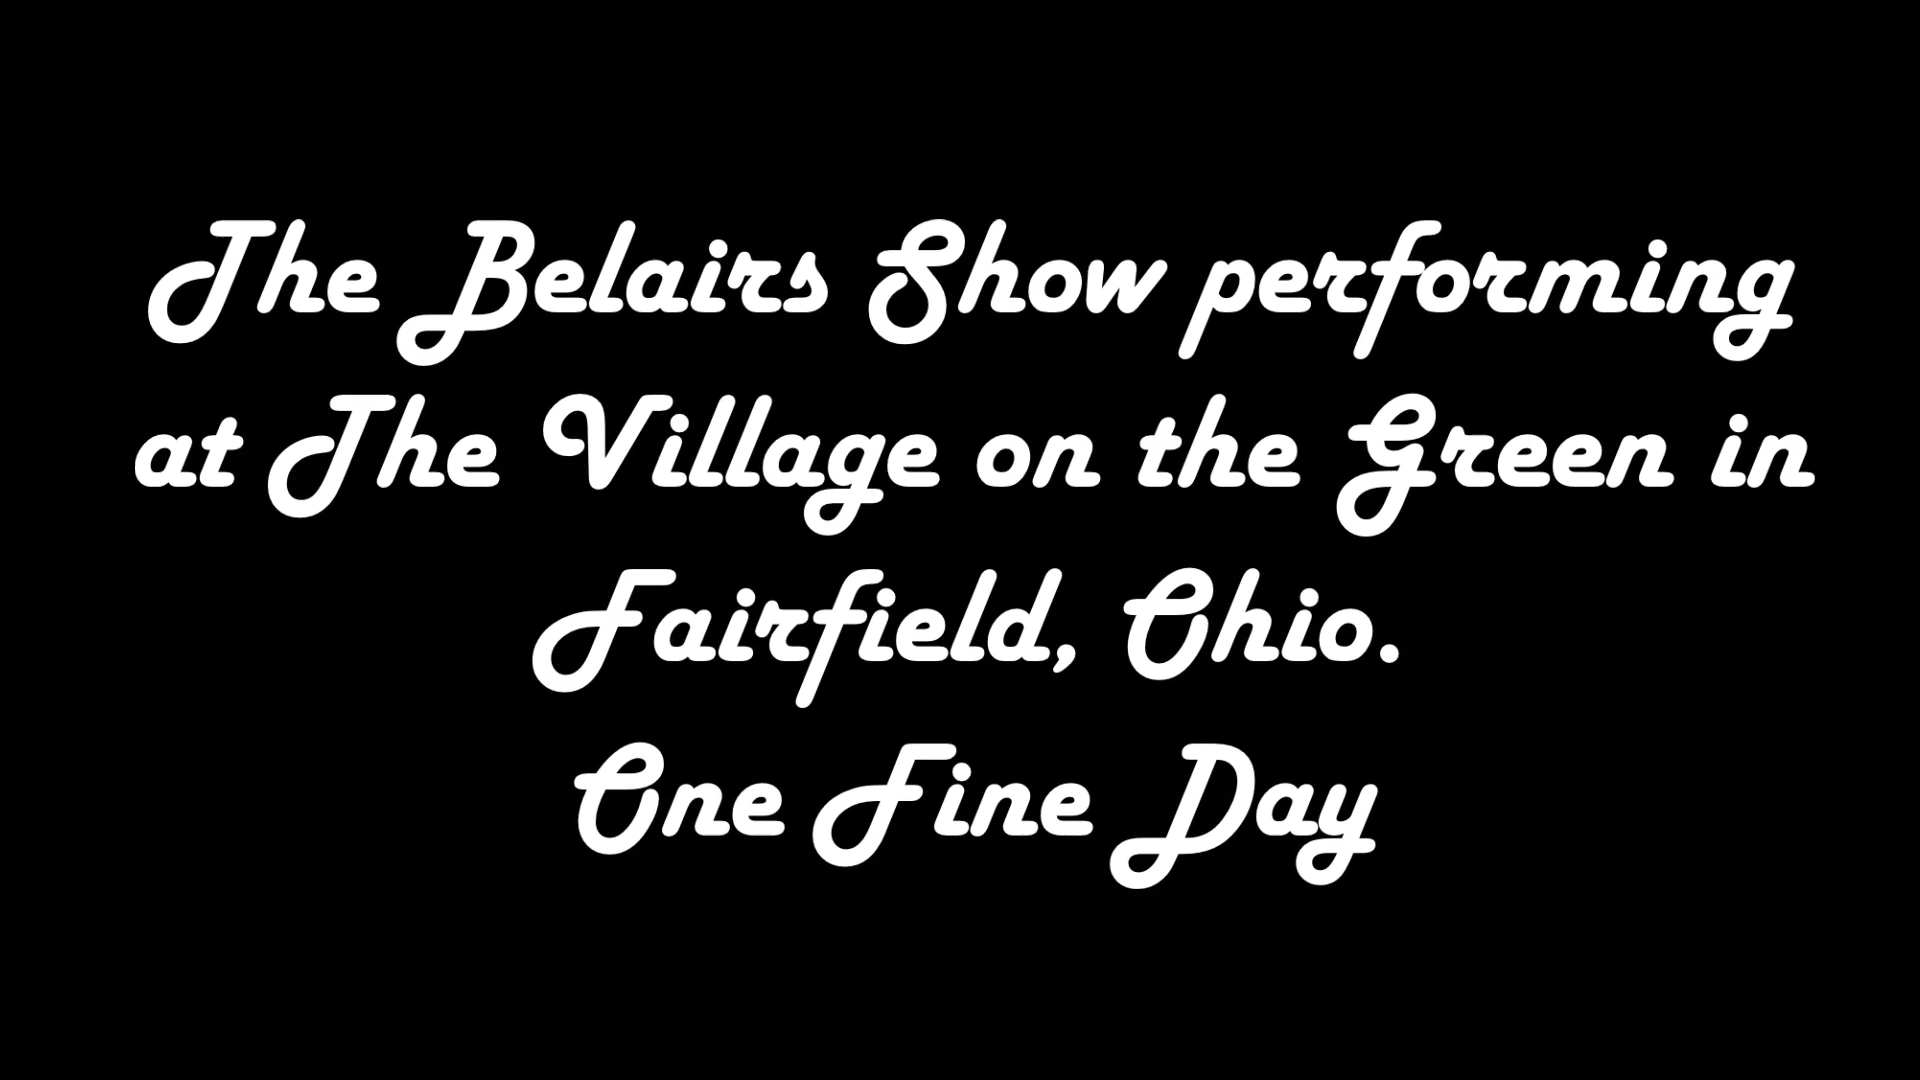 The Belairs Show performing
at The Village on the Green in
Fairfield, Ohio.
One Fine Day